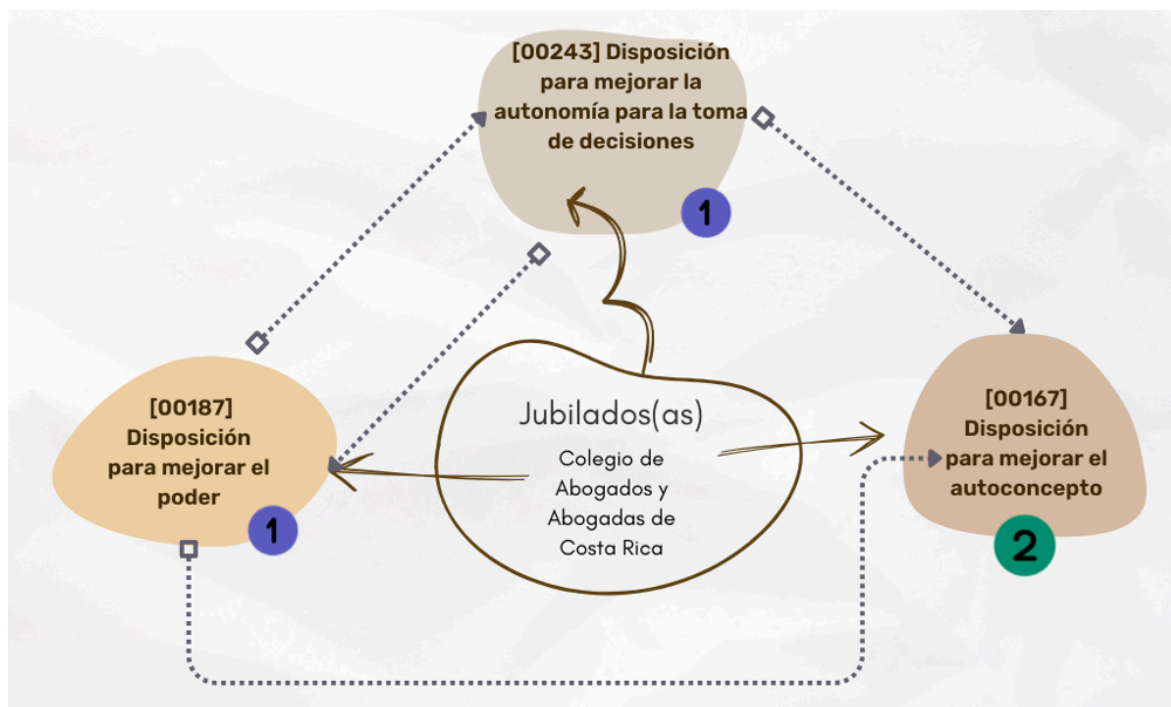 [00243] Disposición
para mejorar la
autonomía para la toma
de decisiones
1
[00187]
Disposición
para mejorar el
poder
1
Jubilados(as)
Colegio de
Abogados y
Abogadas de
Costa Rica
[00167]
Disposición
para mejorar el
autoconcepto
2